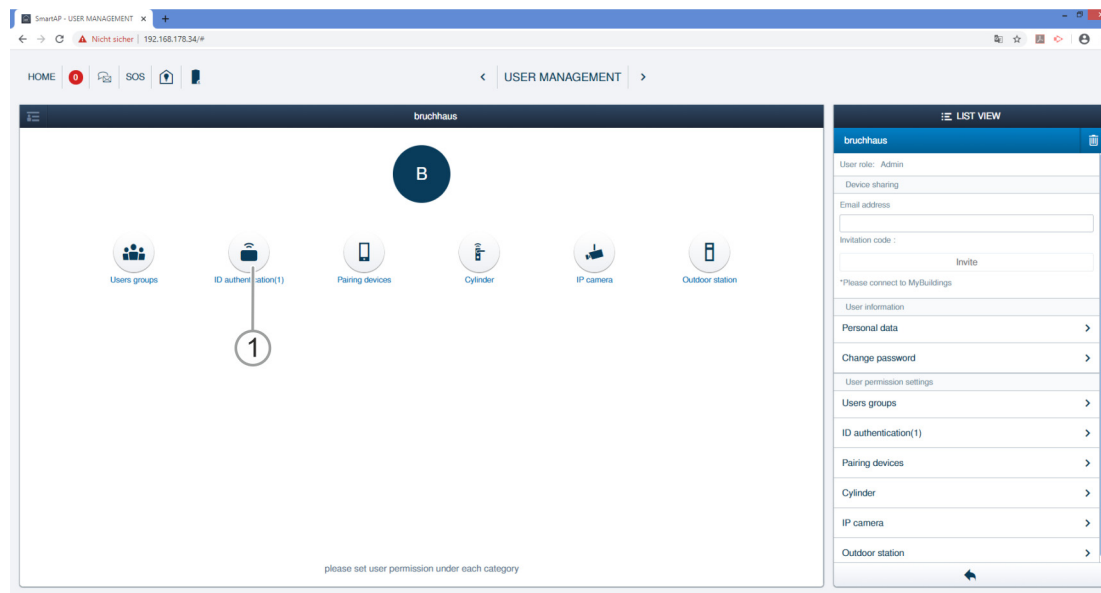 SmartAP - USER MANAGEMENT
Nicht sicher | 192.168.178.34/#
HOME 0 SOS
USER MANAGEMENT
bruchhaus
B
Users groups
ID authentication(1)
Pairing devices
Cylinder
IP camera
Outdoor station
1
please set user permission under each category
LIST VIEW
bruchhaus
User role: Admin
Device sharing
Email address
Invitation code :
Invite
*Please connect to MyBuildings
User information
Personal data
Change password
User permission settings
Users groups
ID authentication(1)
Pairing devices
Cylinder
IP camera
Outdoor station